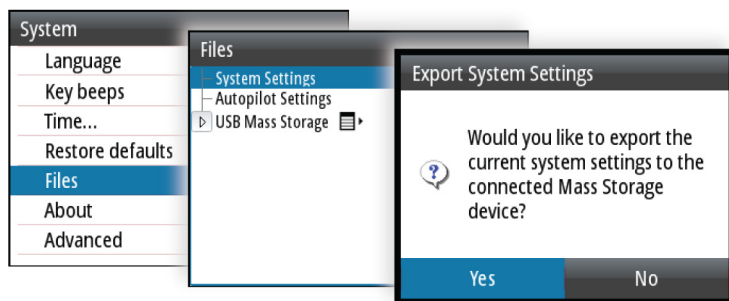 System
Language
Key beeps
Time...
Restore defaults
Files
About
Advanced
Files
System Settings
Autopilot Settings
USB Mass Storage
Export System Settings
Would you like to export the
current system settings to the
connected Mass Storage
device?
Yes
No